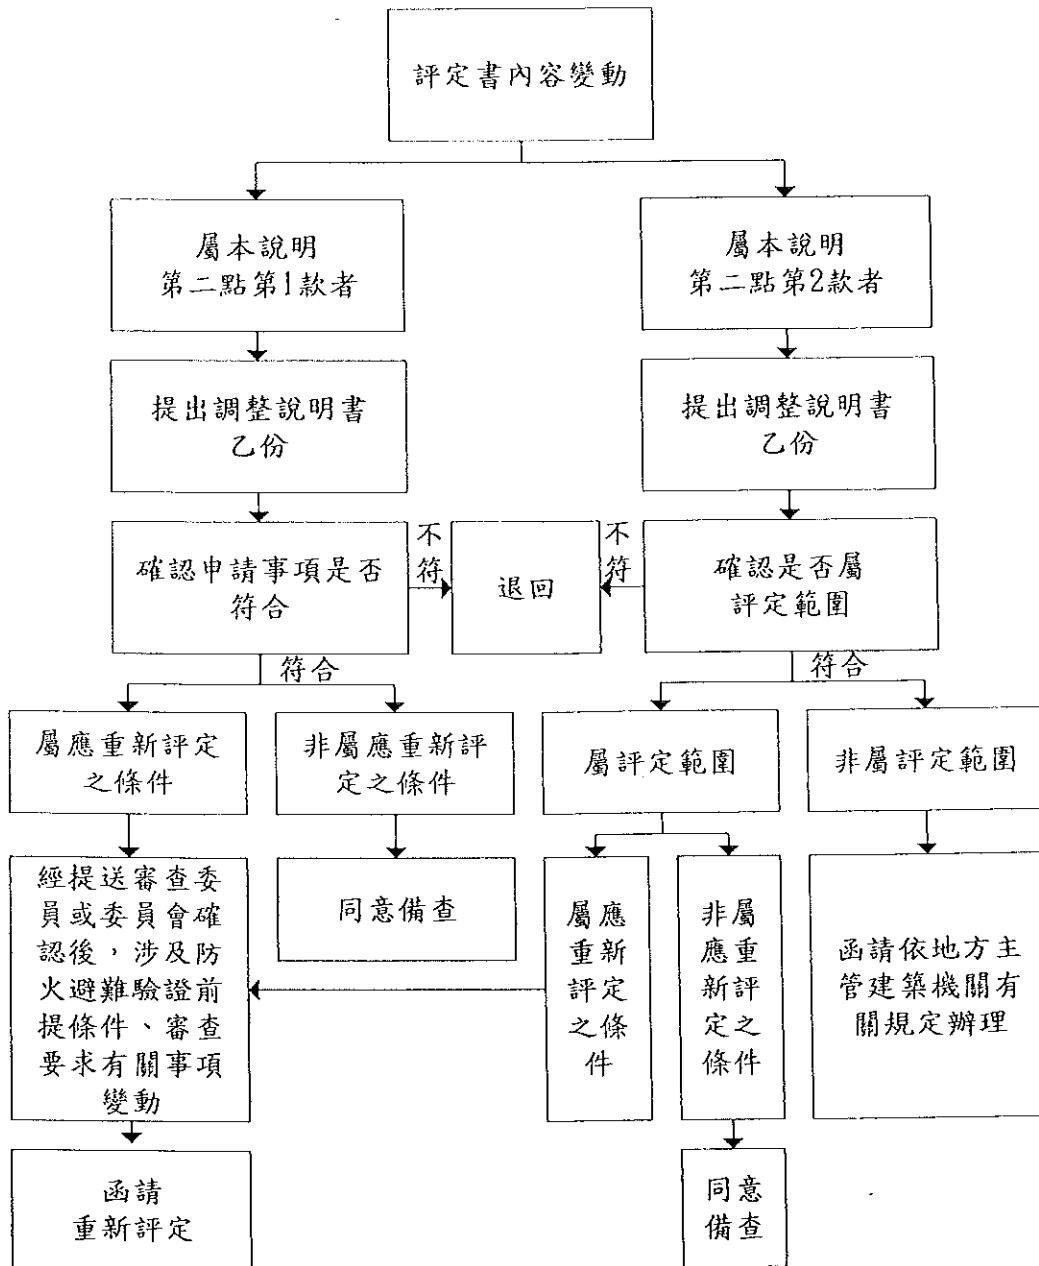 評定書內容變動
屬本說明
第二點第1款者
屬本說明
第二點第2款者
提出調整說明書
乙份
提出調整說明書
乙份
確認申請事項是否
符合
不
符
退回
不
符
確認是否屬
評定範圍
符合
符合
屬應重新評定
之條件
非屬應重新評
定之條件
屬評定範圍
非屬評定範圍
經提送審查委
員或委員會確
認後，涉及防
火避難驗證前
提條件、審查
要求有關事項
變動
同意備查
屬應
重新
評定
之條
件
非屬
應重
新評
定之
條件
函請依地方主
管建築機關有
關規定辦理
函請
重新評定
同意
備查